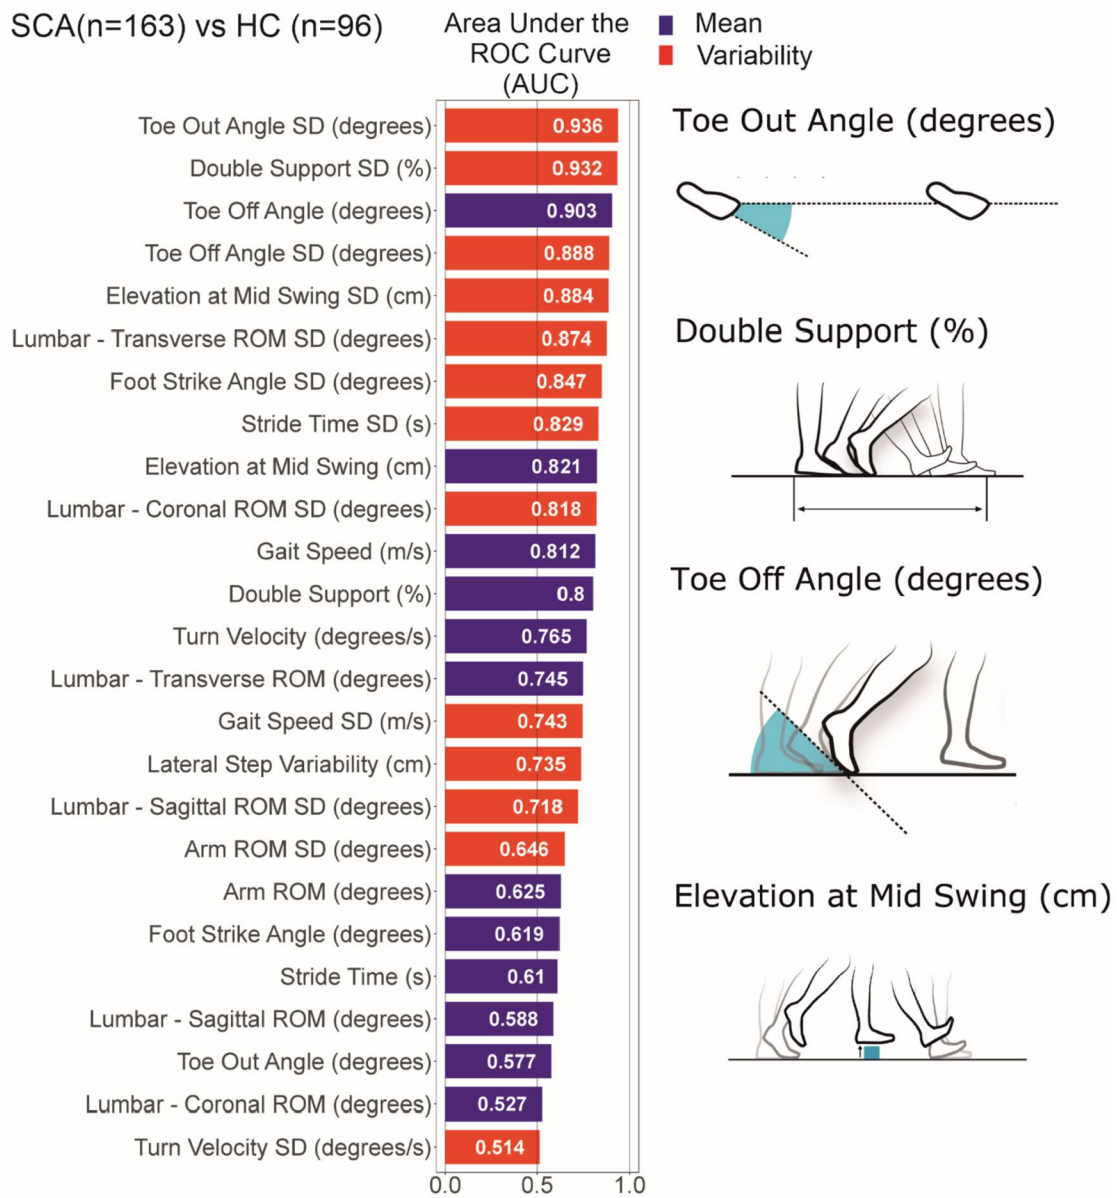 SCA(n=163) vs HC (n=96)
Area Under the
ROC Curve
(AUC)
Mean
Variability
Toe Out Angle SD (degrees) 0.936
Double Support SD (%) 0.932
Toe Off Angle (degrees) 0.903
Toe Off Angle SD (degrees) 0.888
Elevation at Mid Swing SD (cm) 0.884
Lumbar - Transverse ROM SD (degrees) 0.874
Foot Strike Angle SD (degrees) 0.847
Stride Time SD (s) 0.829
Elevation at Mid Swing (cm) 0.821
Lumbar - Coronal ROM SD (degrees) 0.818
Gait Speed (m/s) 0.812
Double Support (%) 0.8
Turn Velocity (degrees/s) 0.765
Lumbar - Transverse ROM (degrees) 0.745
Gait Speed SD (m/s) 0.743
Lateral Step Variability (cm) 0.735
Lumbar - Sagittal ROM SD (degrees) 0.718
Arm ROM SD (degrees) 0.646
Arm ROM (degrees) 0.625
Foot Strike Angle (degrees) 0.619
Stride Time (s) 0.61
Lumbar - Sagittal ROM (degrees) 0.588
Toe Out Angle (degrees) 0.577
Lumbar - Coronal ROM (degrees) 0.527
Turn Velocity SD (degrees/s) 0.514
0.0 0.5 1.0
Toe Out Angle (degrees)
Double Support (%)
Toe Off Angle (degrees)
Elevation at Mid Swing (cm)